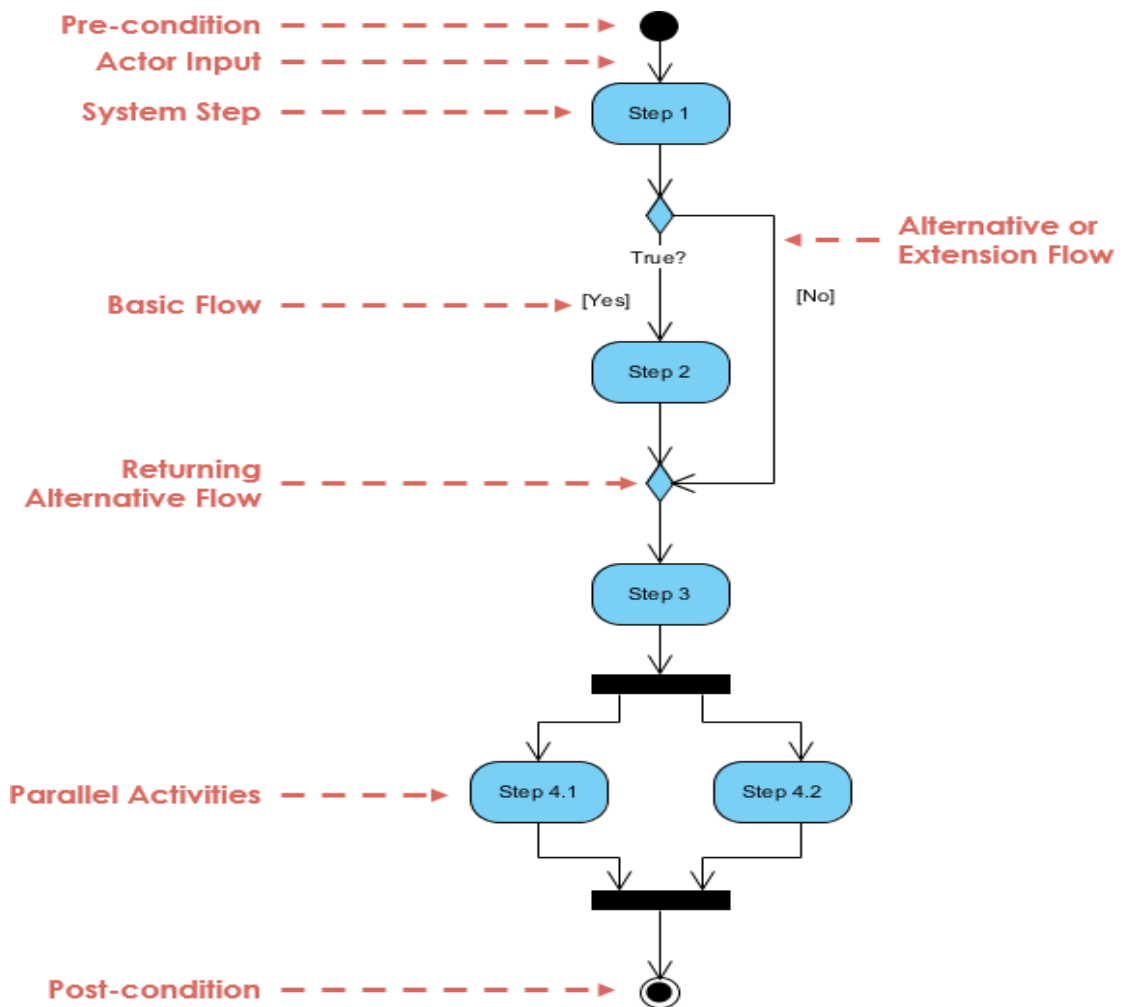 Pre-condition
Actor Input
System Step
Step 1
Alternative or
Extension Flow
True?
Basic Flow
[Yes]
[No]
Step 2
Returning
Alternative Flow
Step 3
Parallel Activities
Step 4.1
Step 4.2
Post-condition